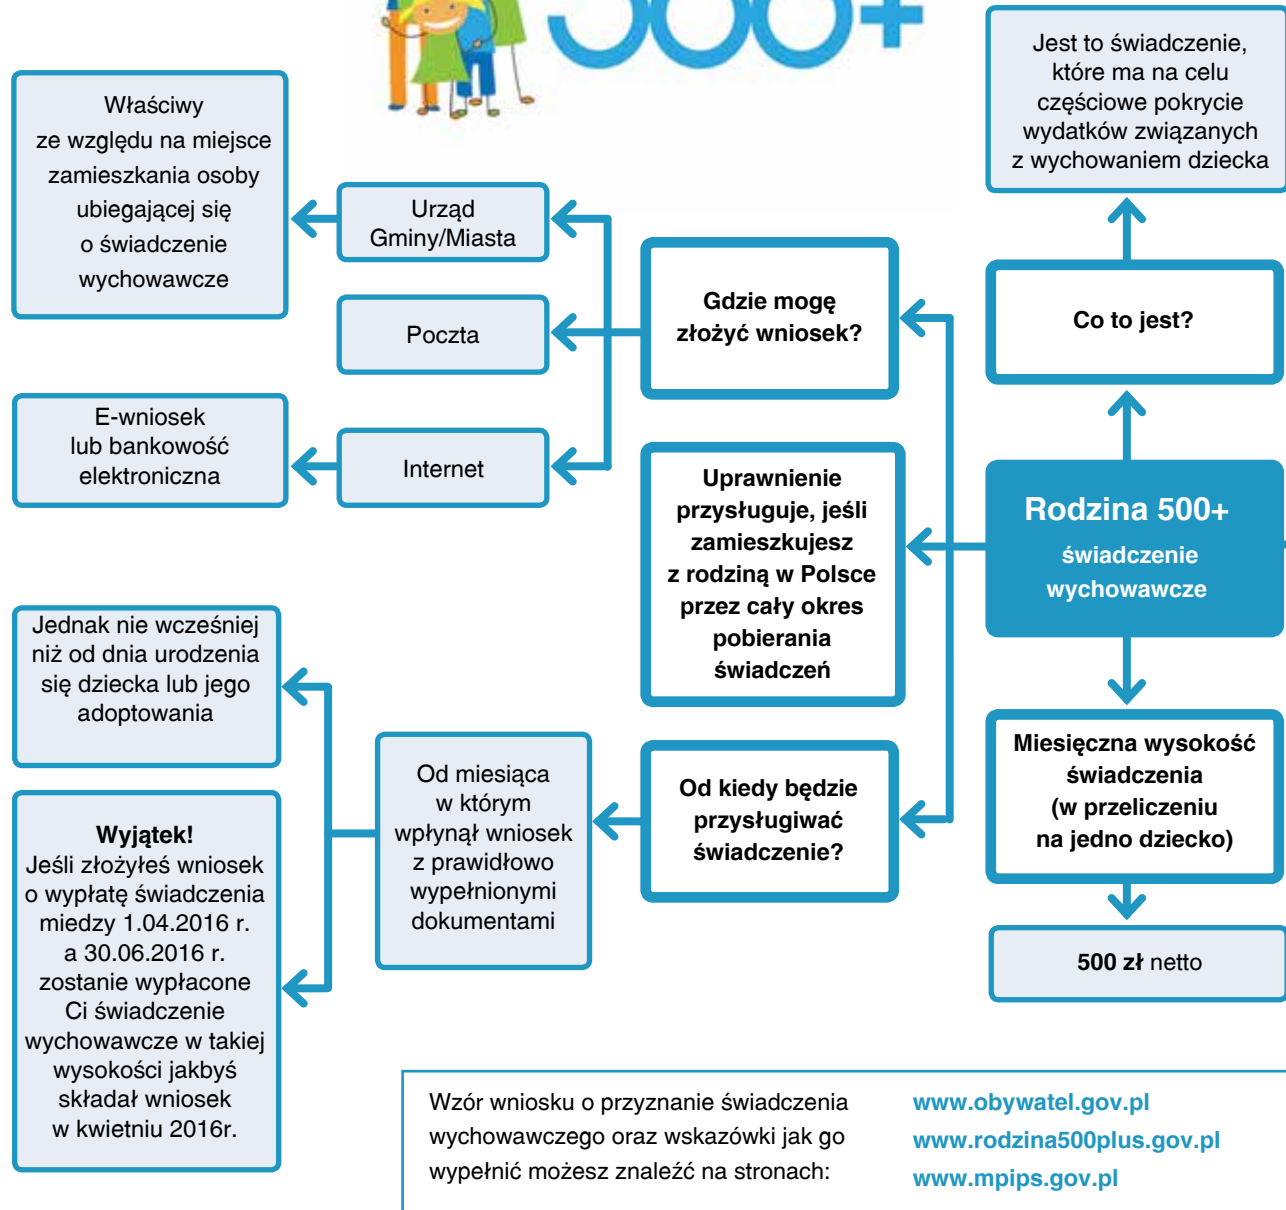 500+
Jest to świadczenie,
które ma na celu
częściowe pokrycie
wydatków związanych
z wychowaniem dziecka
Właściwy
ze względu na miejsce
zamieszkania osoby
ubiegającej się
o świadczenie
wychowawcze
Urząd
Gminy/Miasta
Poczta
E-wniosek
lub bankowość
elektroniczna
Internet
Gdzie mogę
złożyć wniosek?
Co to jest?
Uprawnienie
przysługuje, jeśli
zamieszkujesz
z rodziną w Polsce
przez cały okres
pobierania
świadczeń
Rodzina 500+
świadczenie
wychowawcze
Jednak nie wcześniej
niż od dnia urodzenia
się dziecka lub jego
adoptowania
Wyjątek!
Jeśli złożyłeś wniosek
o wypłatę świadczenia
miedzy 1.04.2016 r.
a 30.06.2016 r.
zostanie wypłacone
Ci świadczenie
wychowawcze w takiej
wysokości jakbyś
składał wniosek
w kwietniu 2016r.
Od miesiąca
w którym
wpłynął wniosek
z prawidłowo
wypełnionymi
dokumentami
Od kiedy będzie
przysługiwać
świadczenie?
Miesięczna wysokość
świadczenia
(w przeliczeniu
na jedno dziecko)
500 zł netto
Wzór wniosku o przyznanie świadczenia
wychowawczego oraz wskazówki jak go
wypełnić możesz znaleźć na stronach:
www.obywatel.gov.pl
www.rodzina500plus.gov.pl
www.mpips.gov.pl